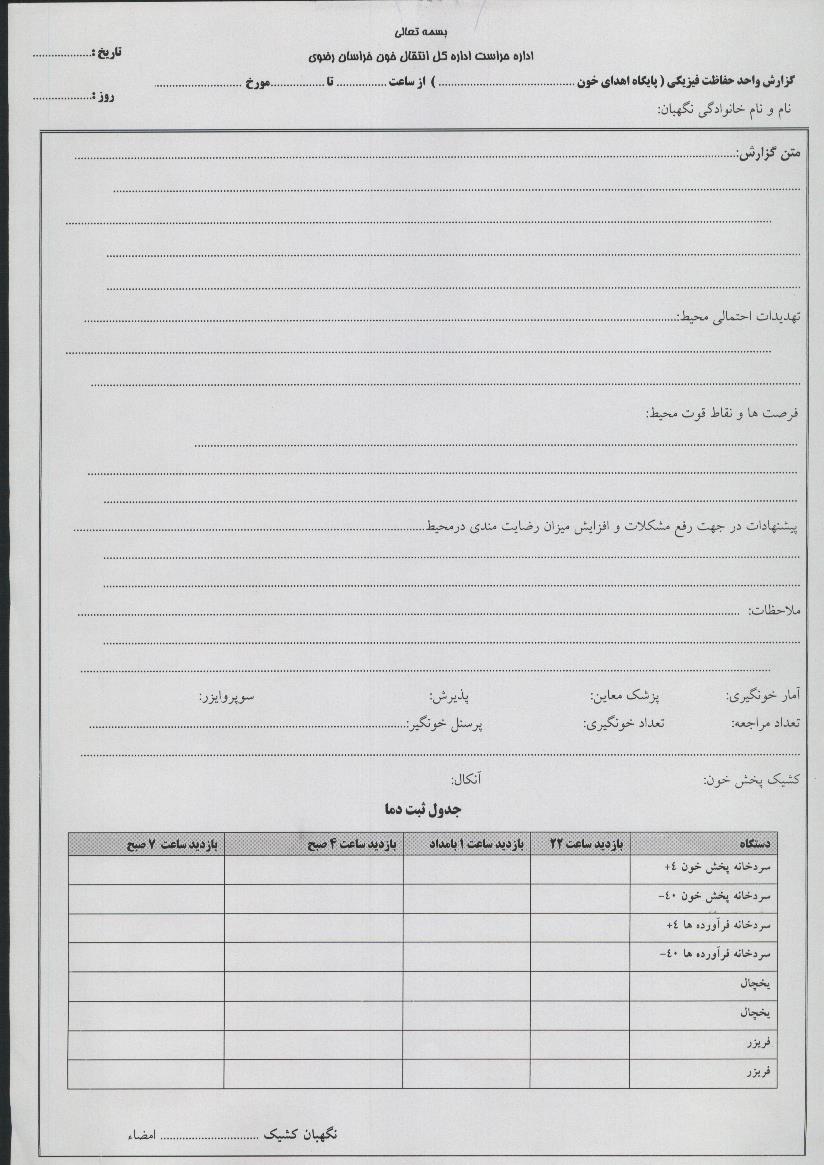 بسمه تعالی
اداره حراست اداره کل انتقال خون خراسان رضوی
تاریخ :...................
گزارش واحد حفاظت فیزیکی ( پایگاه اهدای خون ............................................ ) از ساعت ............... تا ................مورخ ..........................
روز :..................
نام و نام خانوادگی نگهبان:
متن گزارش:................................................................
................................................................
................................................................
................................................................
................................................................
تهدیدات احتمالی محیط:................................................................
................................................................
................................................................
فرصت ها و نقاط قوت محیط:
................................................................
................................................................
................................................................
پیشنهادات در جهت رفع مشکلات و افزایش میزان رضایت مندی درمحیط................................................................
................................................................
................................................................
ملاحظات: ................................................................
................................................................
................................................................
آمار خونگیری: پزشک معاین: پذیرش: سوپروایزر:
تعداد مراجعه: تعداد خونگیری: پرسنل خونگیر:................................................................
................................................................
کشیک پخش خون: آنکال:
جدول ثبت دما
دستگاه بازدید ساعت ۲۲ بازدید ساعت ۱ بامداد بازدید ساعت ۴ صبح بازدید ساعت ۷ صبح
سردخانه پخش خون ٤+
سردخانه پخش خون ٤٠-
سردخانه فرآورده ها ٤+
سردخانه فرآورده ها ٤٠-
یخچال
یخچال
فریزر
فریزر
نگهبان کشیک .............................. امضاء